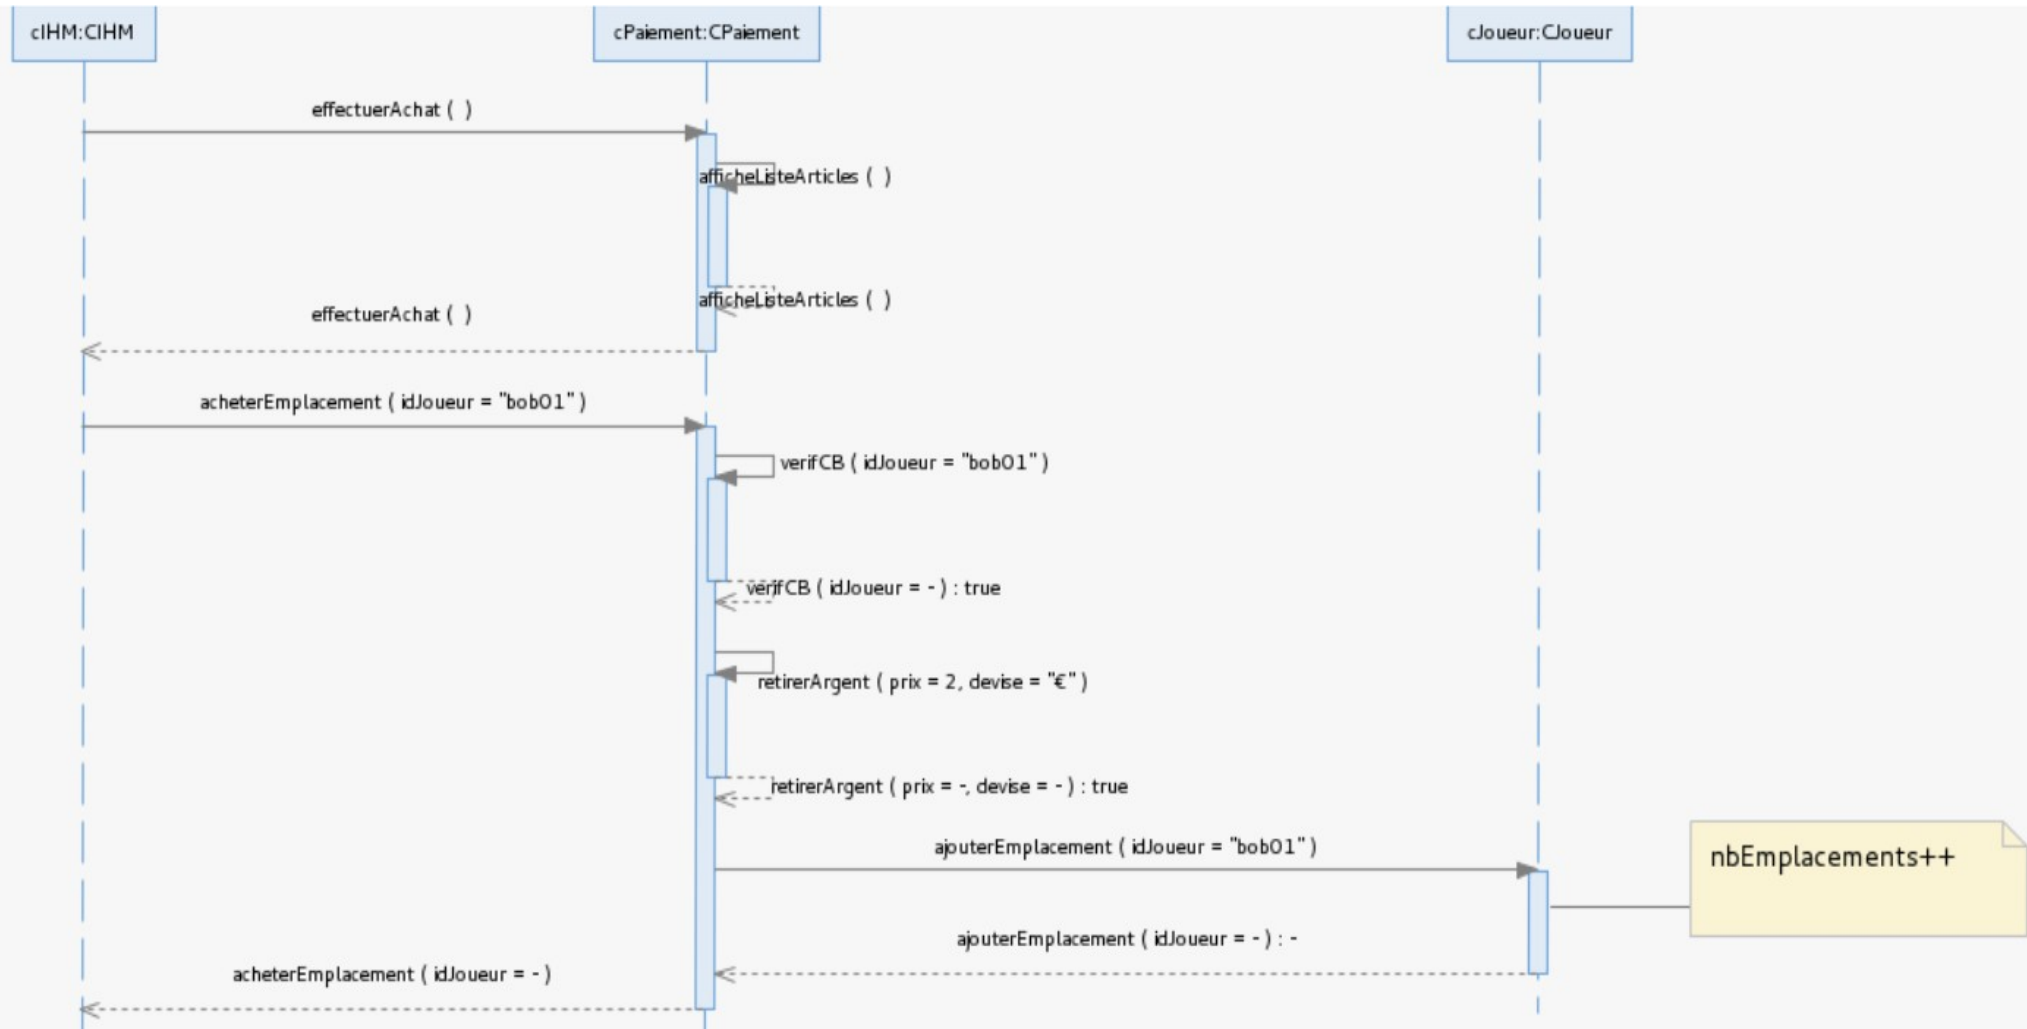 cIHM:CIHM
cPaiement:CPaiement
cJoueur:CJoueur
effectuerAchat ( )
afficheListeArticles ( )
afficheListeArticles ( )
effectuerAchat ( )
acheterEmplacement ( idJoueur = "bob01" )
verifCB ( idJoueur = "bob01" )
verifCB ( idJoueur = - ) : true
retirerArgent ( prix = 2, devise = "€" )
retirerArgent ( prix = -, devise = - ) : true
ajouterEmplacement ( idJoueur = "bob01" )
nbEmplacements++
ajouterEmplacement ( idJoueur = - ) : -
acheterEmplacement ( idJoueur = - )